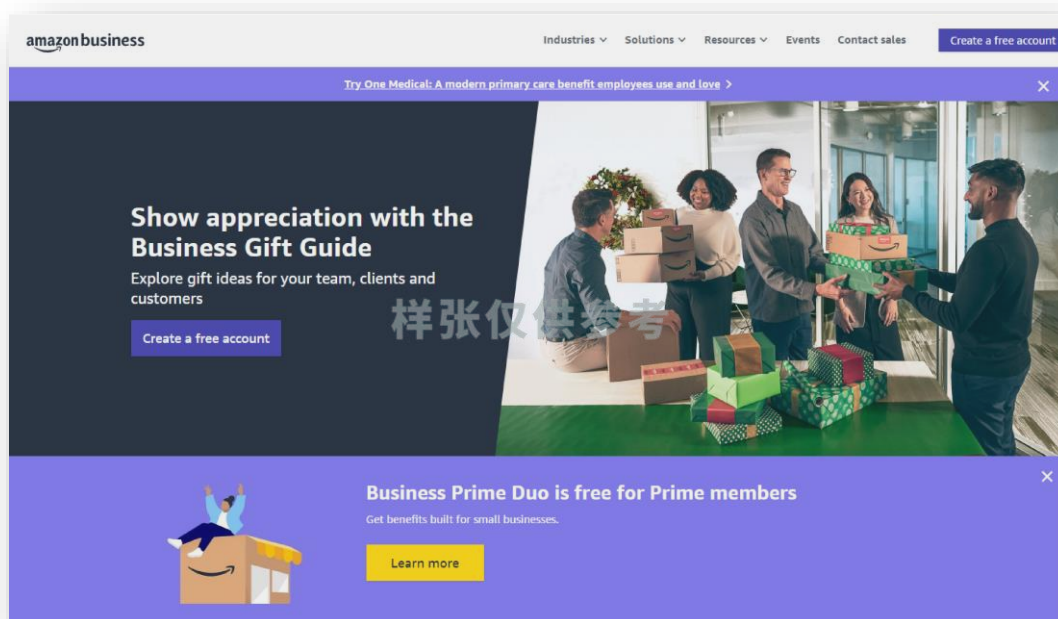 amazon business
Industries Solutions Resources Events Contact sales Create a free account
Try One Medical: A modern primary care benefit employees use and love
Show appreciation with the
Business Gift Guide
Explore gift ideas for your team, clients and
customers
样张仅供参考
Create a free account
Business Prime Duo is free for Prime members
Get benefits built for small businesses.
Learn more